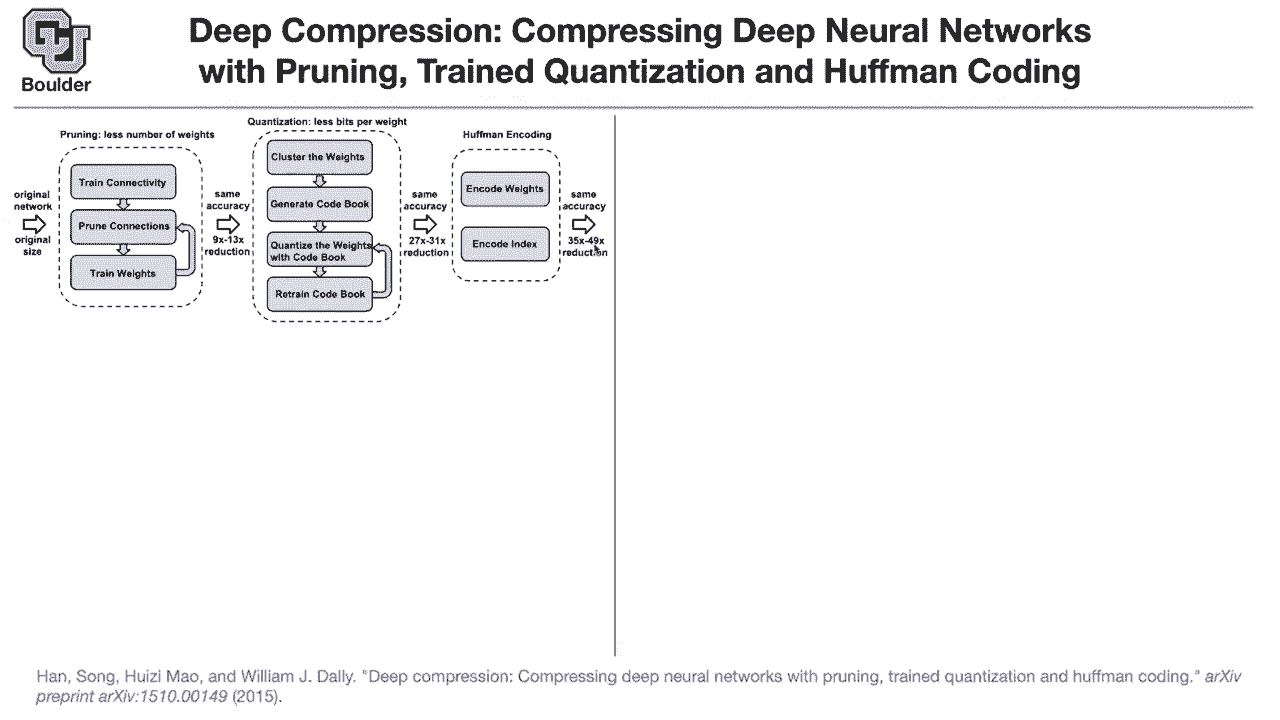 Deep Compression: Compressing Deep Neural Networks
with Pruning, Trained Quantization and Huffman Coding
Boulder
Pruning: less number of weights
Train Connectivity
Prune Connections
Train Weights
original
network
original
size
same
accuracy
9x-13x
reduction
Quantization: less bits per weight
Cluster the Weights
Generate Code Book
Quantize the Weights
with Code Book
Retrain Code Book
same
accuracy
27x-31x
reduction
Huffman Encoding
Encode Weights
Encode Index
same
accuracy
35x-49x
reduction
Han, Song, Huizi Mao, and William J. Dally. "Deep compression: Compressing deep neural networks with pruning, trained quantization and huffman coding." arXiv
preprint arXiv:1510.00149 (2015).